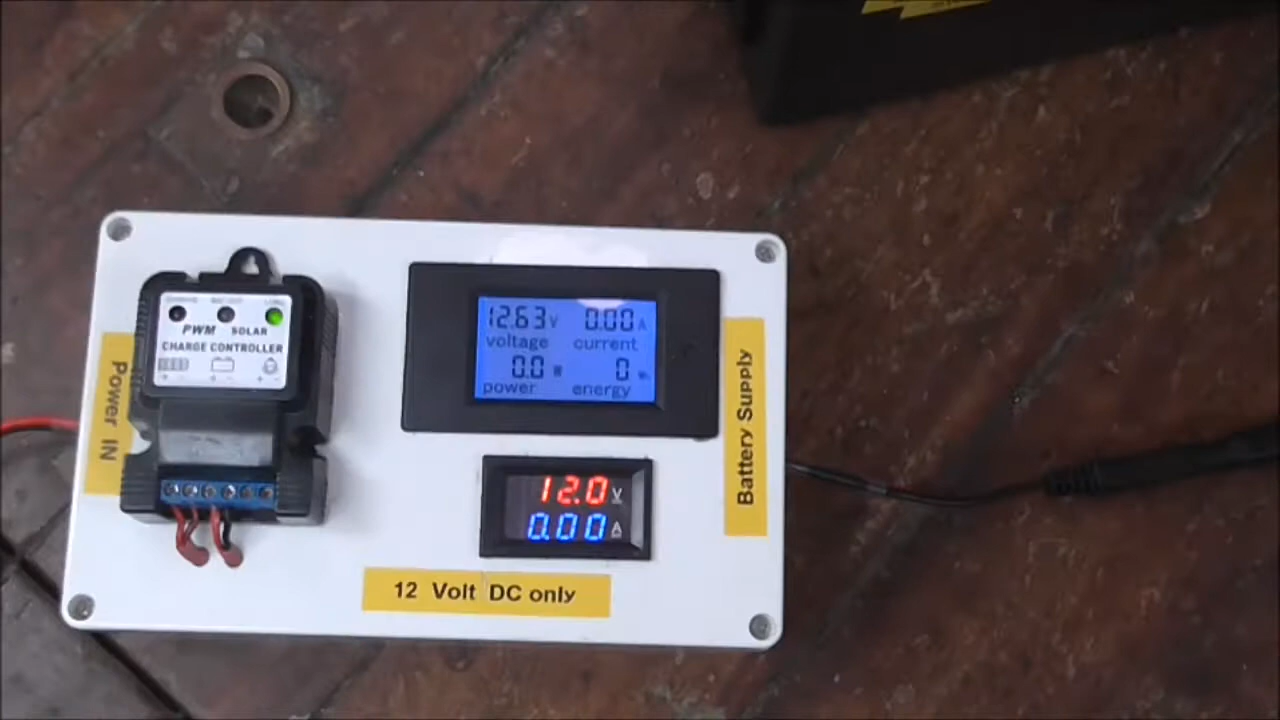 PWM SOLAR
CHARGE CONTROLLER
+ - + - + -
Power IN
12.63 V 0.00 A
voltage current
0.0 0
power energy
12.0 V
0.00 A
Battery Supply
12 Volt DC only